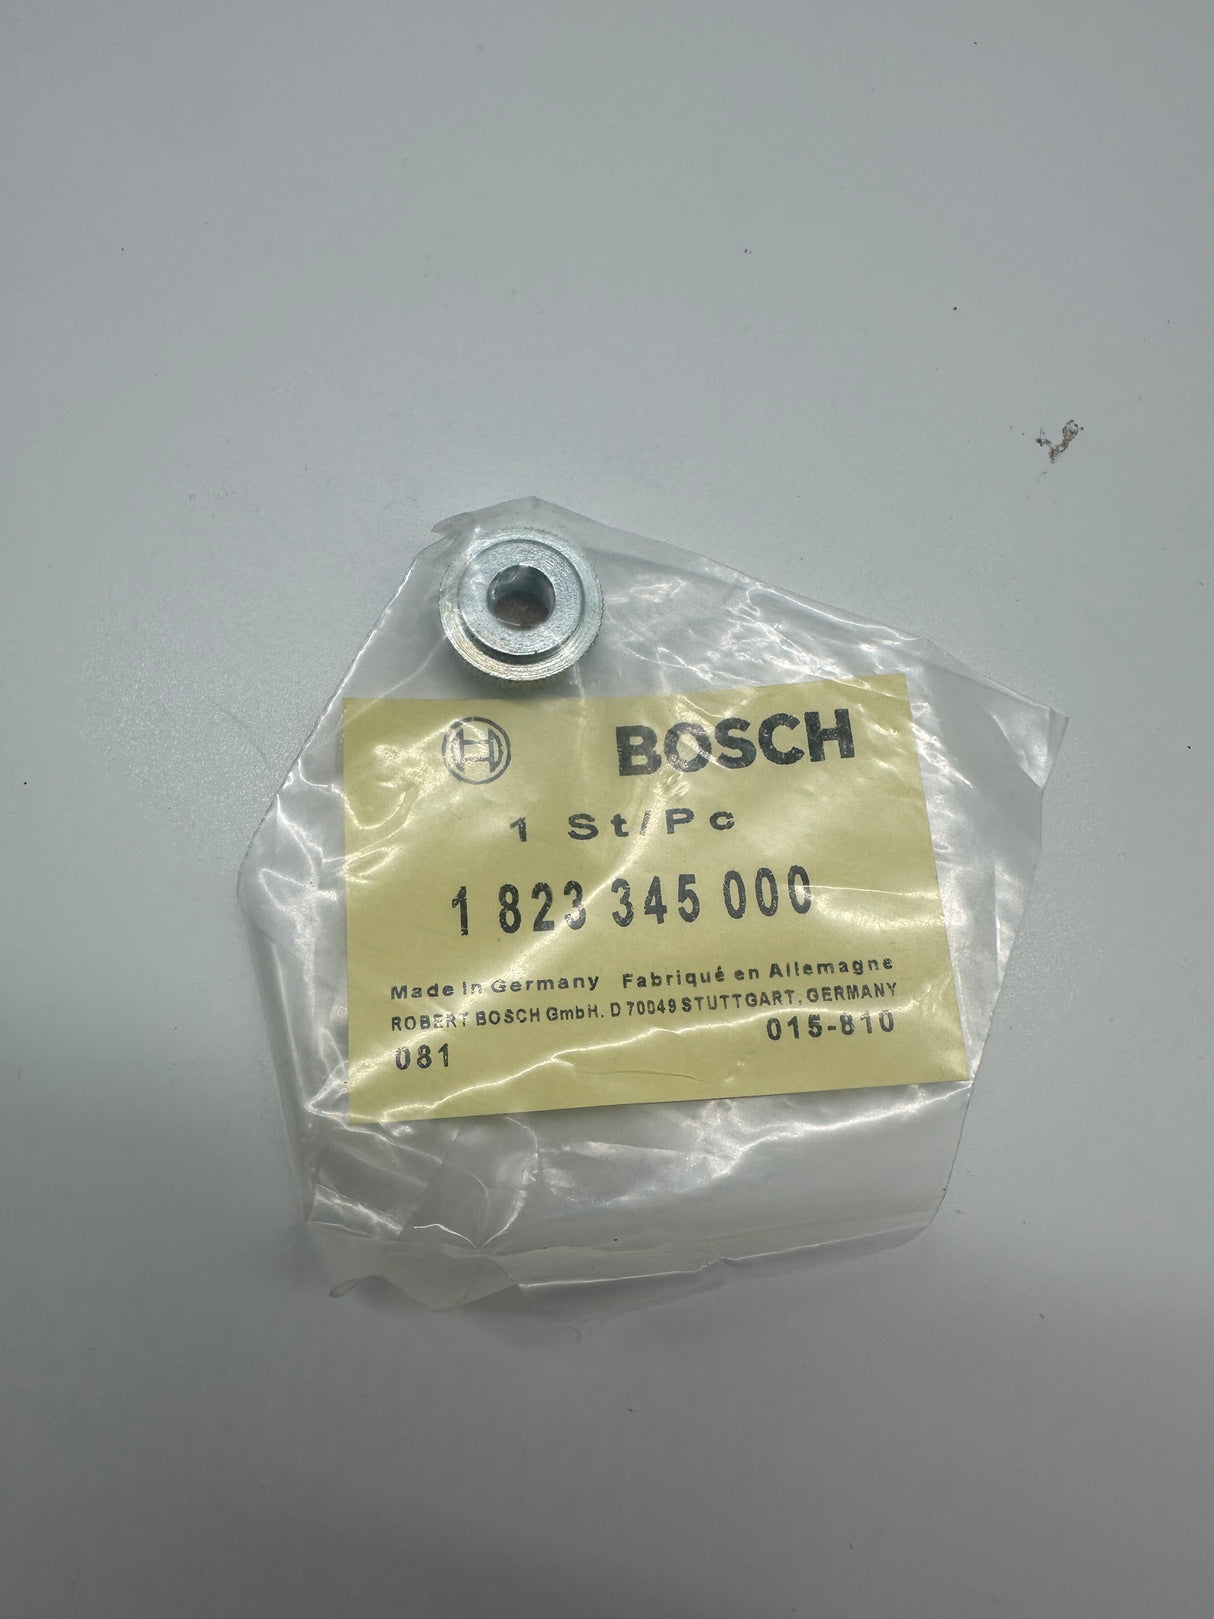 BOSCH
1 St/Pc
1 823 345 000
Made in Germany Fabriqué en Allemagne
ROBERT BOSCH GmbH. D 70049 STUTTGART, GERMANY
015-810
081